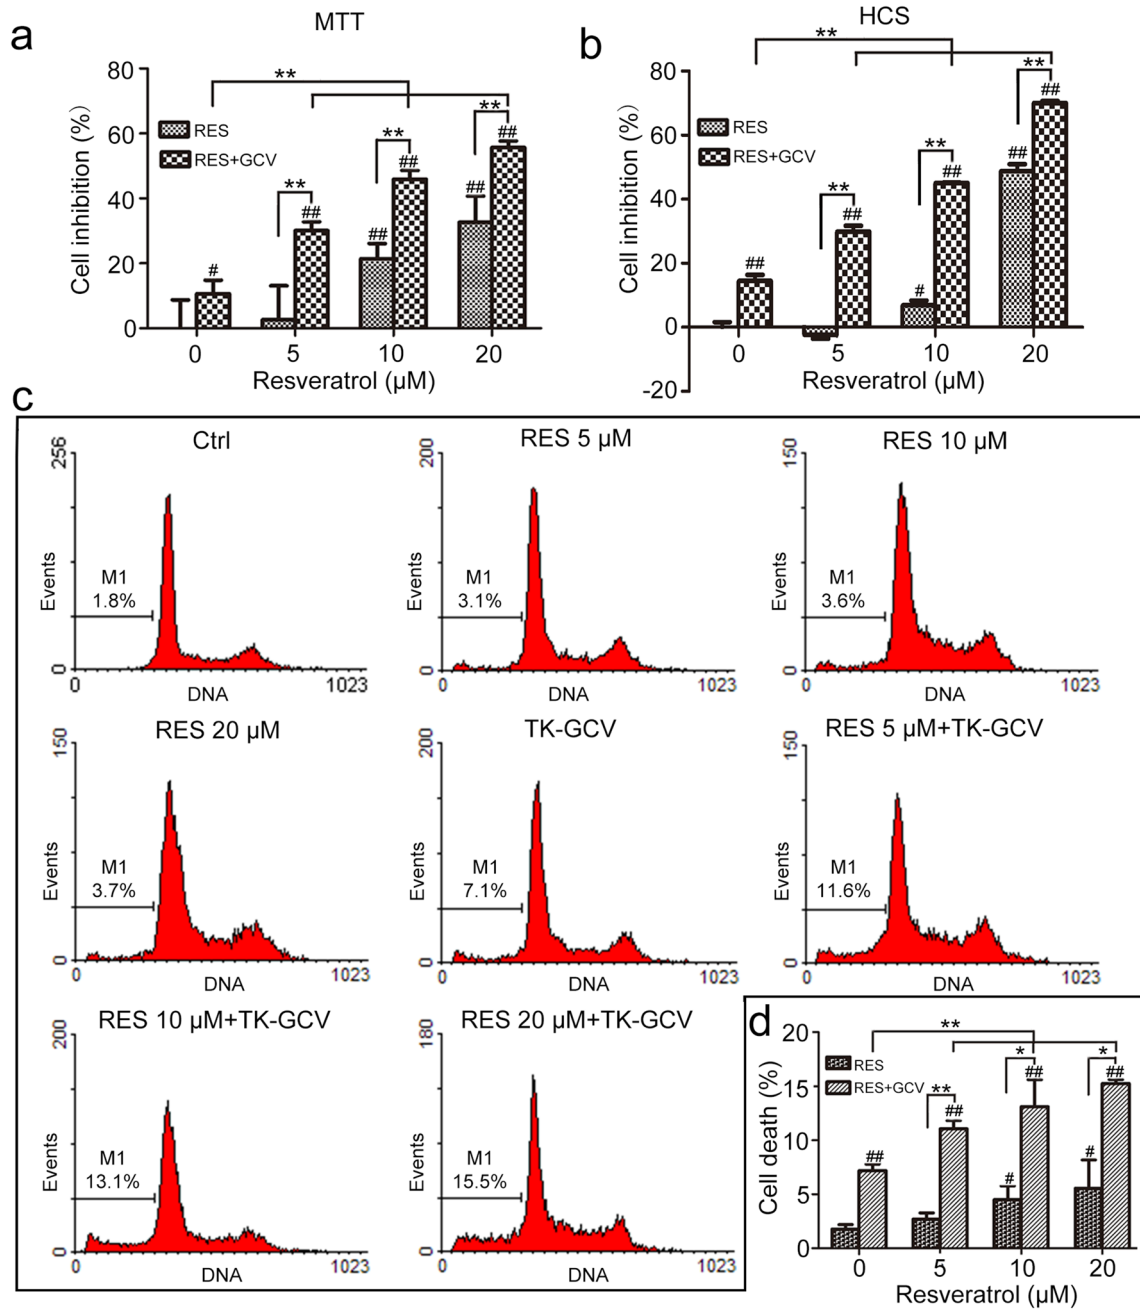 a
MTT
Cell inhibition (%)
80
60
40
20
0
RES
RES+GCV
**
**
**
**
#
##
##
##
##
##
0 5 10 20
Resveratrol (µM)
b
HCS
Cell inhibition (%)
80
60
40
20
0
-20
RES
RES+GCV
**
**
**
**
##
##
#
##
##
##
0 5 10 20
Resveratrol (µM)
c
Ctrl
256
Events
M1
1.8%
0
0 1023
DNA
RES 5 µM
200
Events
M1
3.1%
0
0 1023
DNA
RES 10 µM
150
Events
M1
3.6%
0
0 1023
DNA
RES 20 µM
150
Events
M1
3.7%
0
0 1023
DNA
TK-GCV
200
Events
M1
7.1%
0
0 1023
DNA
RES 5 µM+TK-GCV
150
Events
M1
11.6%
0
0 1023
DNA
RES 10 µM+TK-GCV
200
Events
M1
13.1%
0
0 1023
DNA
RES 20 µM+TK-GCV
180
Events
M1
15.5%
0
0 1023
DNA
d
Cell death (%)
20
15
10
5
0
RES
RES+GCV
**
**
*
*
##
##
#
##
#
##
0 5 10 20
Resveratrol (µM)